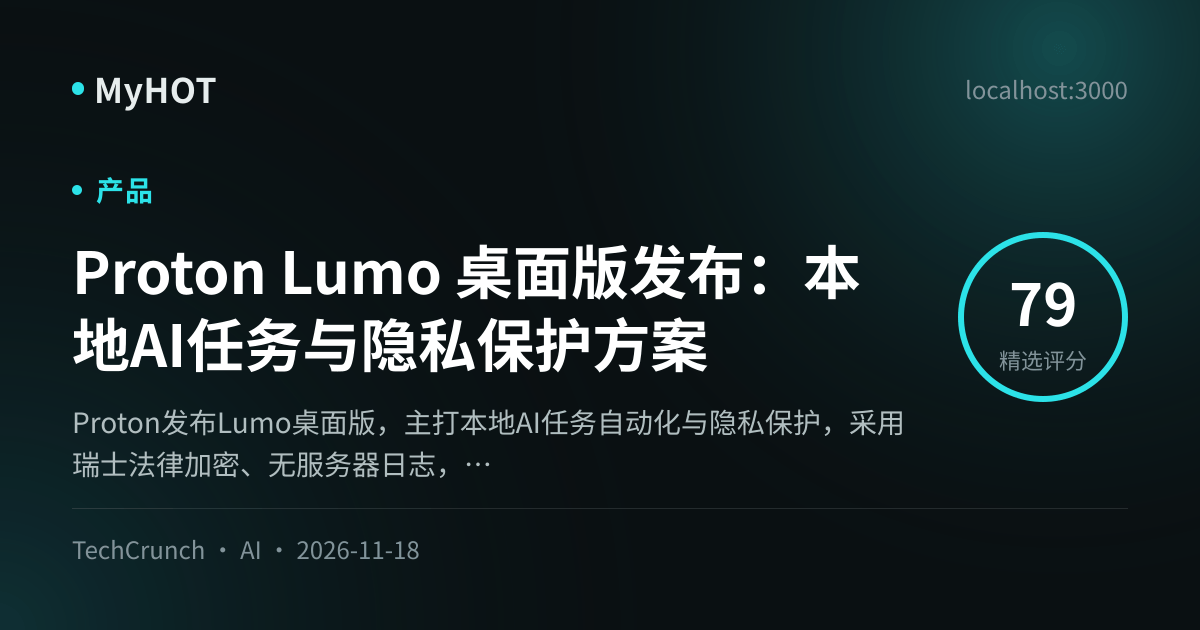 MyHOT
localhost:3000
产品
Proton Lumo 桌面版发布：本
地AI任务与隐私保护方案
79
精选评分
Proton发布Lumo桌面版，主打本地AI任务自动化与隐私保护，采用
瑞士法律加密、无服务器日志，…
TechCrunch · AI · 2026-11-18